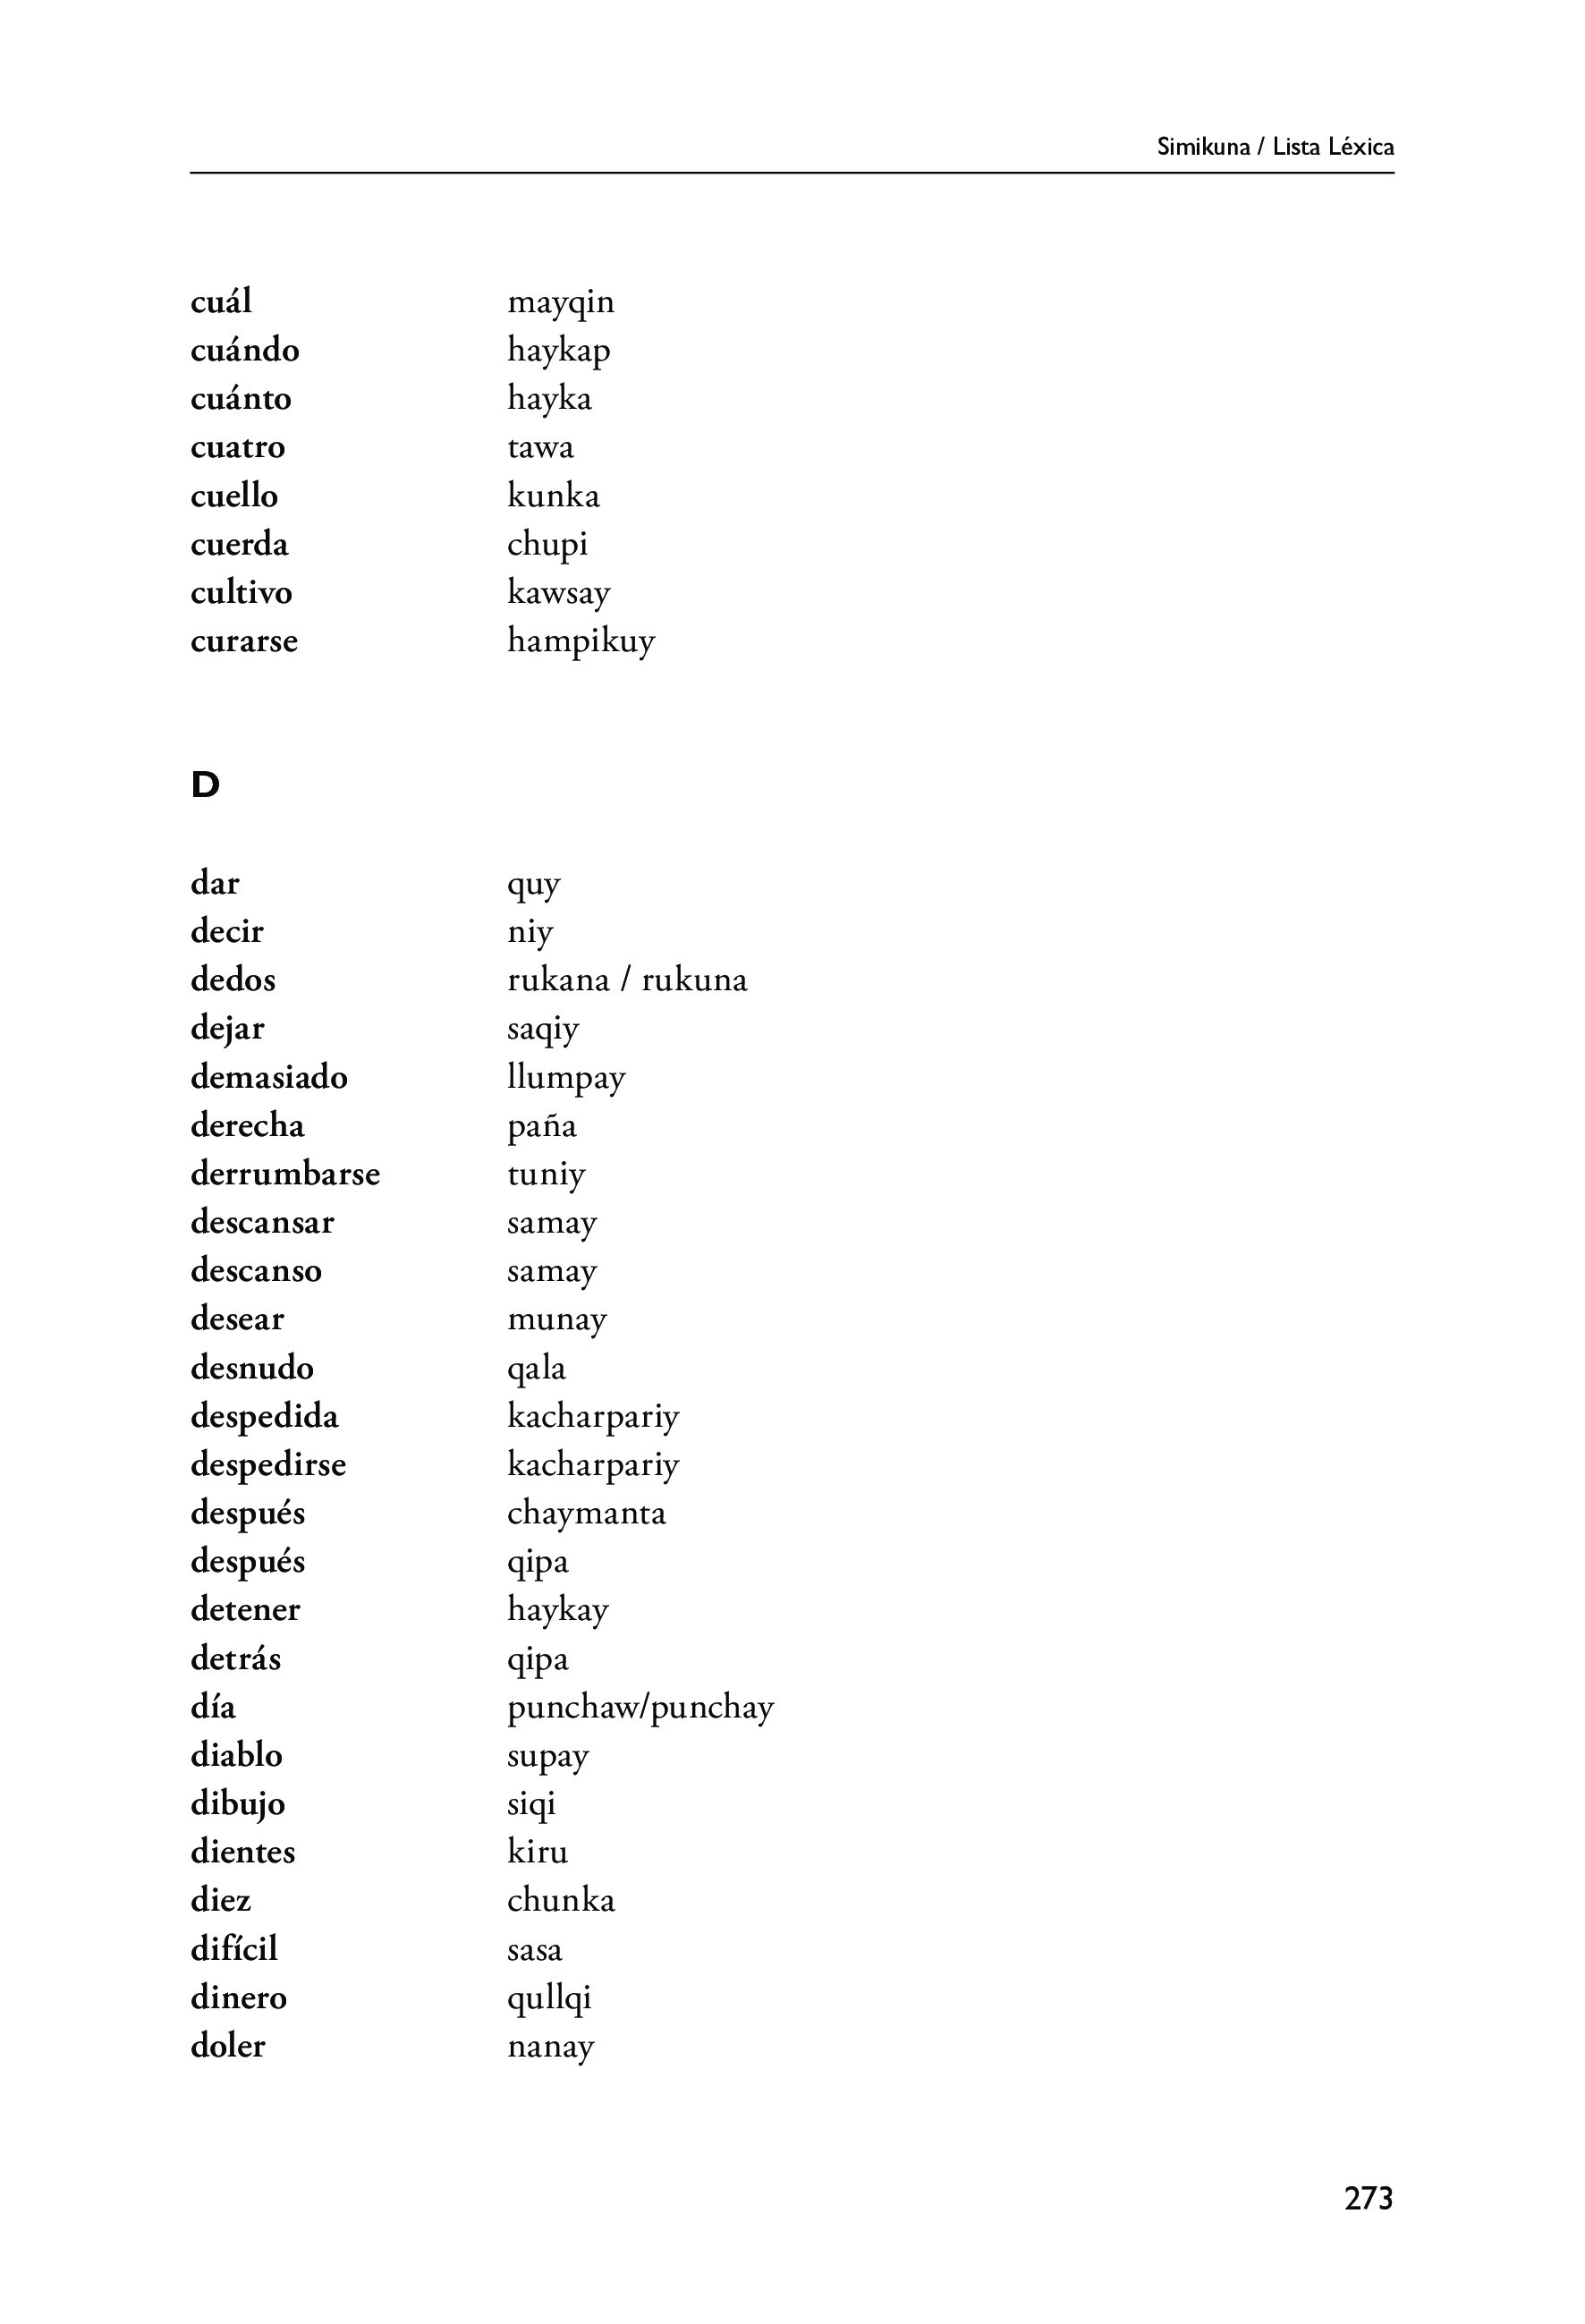 Simikuna / Lista Léxica
cuál mayqin
cuándo haykap
cuánto hayka
cuatro tawa
cuello kunka
cuerda chupi
cultivo kawsay
curarse hampikuy
D
dar quy
decir niy
dedos rukana / rukuna
dejar saqiy
demasiado llumpay
derecha paña
derrumbarse tuniy
descansar samay
descanso samay
desear munay
desnudo qala
despedida kacharpariy
despedirse kacharpariy
después chaymanta
después qipa
detener haykay
detrás qipa
día punchaw/punchay
diablo supay
dibujo siqi
dientes kiru
diez chunka
difícil sasa
dinero qullqi
doler nanay
273